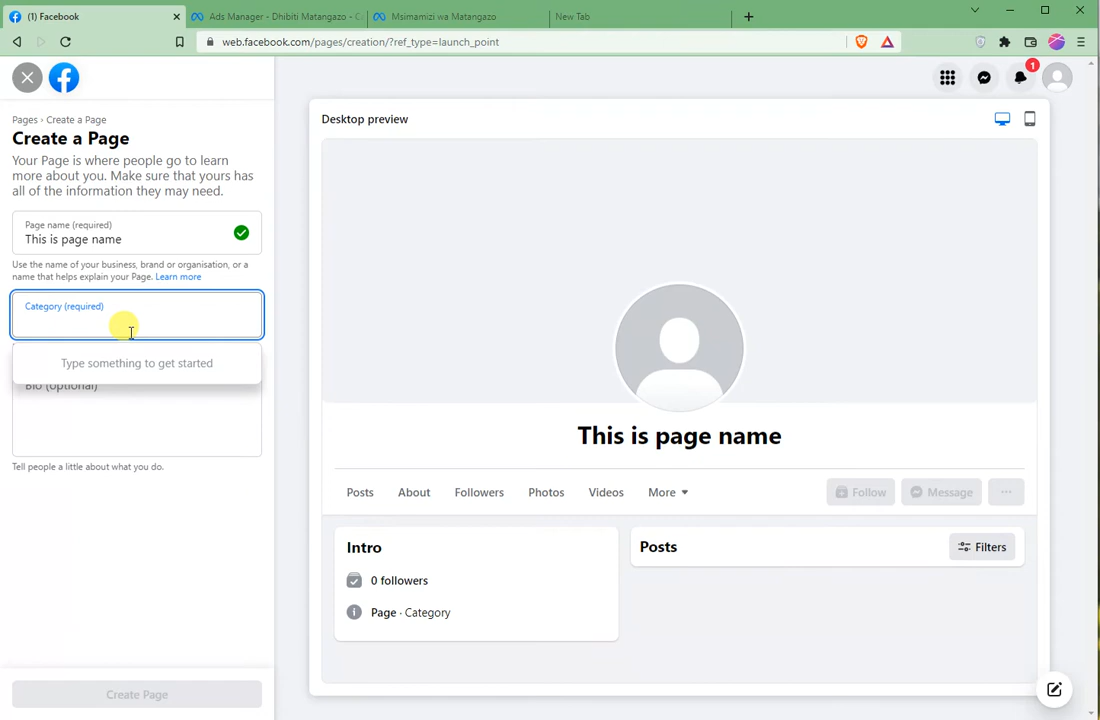 (1) Facebook
Ads Manager - Dhibiti Matangazo - C
Msimamizi wa Matangazo
New Tab
web.facebook.com/pages/creation/?ref_type=launch_point
1
Pages › Create a Page
Create a Page
Your Page is where people go to learn
more about you. Make sure that yours has
all of the information they may need.
Page name (required)
This is page name
Use the name of your business, brand or organisation, or a
name that helps explain your Page. Learn more
Category (required)
Type something to get started
Bio (optional)
Tell people a little about what you do.
Create Page
Desktop preview
This is page name
Posts About Followers Photos Videos More
Follow Message
Intro
0 followers
Page · Category
Posts
Filters